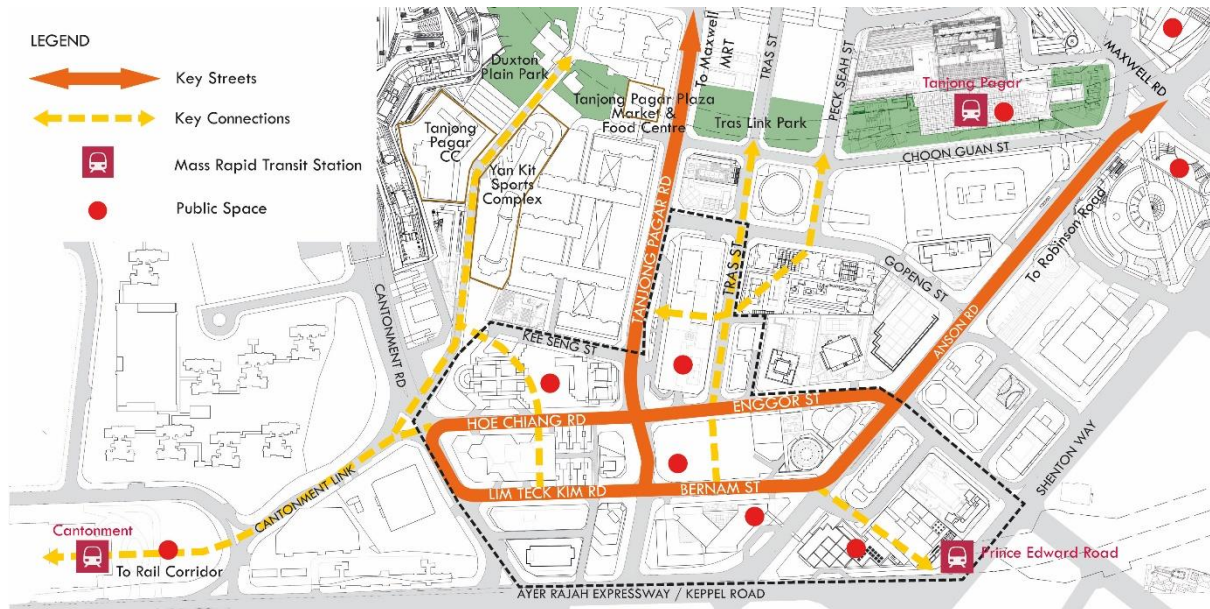 LEGEND
Key Streets
Key Connections
Mass Rapid Transit Station
Public Space
Duxton
Plain Park
Tanjong Pagar Plaza
Market &
Food Centre
Tanjong
Pagar
CC
Yan Kit
Sports
Complex
To Maxwell
MRT
TRAS ST
PECK SEAH ST
Tras Link Park
Tanjong Pagar
MAXWELL RD
CHOON GUAN ST
TANJONG PAGAR RD
TRAS ST
GOPENG ST
To Robinson Road
ANSON RD
CANTONMENT RD
KEE SENG ST
HOE CHIANG RD
ENGGOR ST
SHENTON WAY
LIM TECK KIM RD
BERNAM ST
CANTONMENT LINK
Cantonment
To Rail Corridor
Prince Edward Road
AYER RAJAH EXPRESSWAY / KEPPEL ROAD